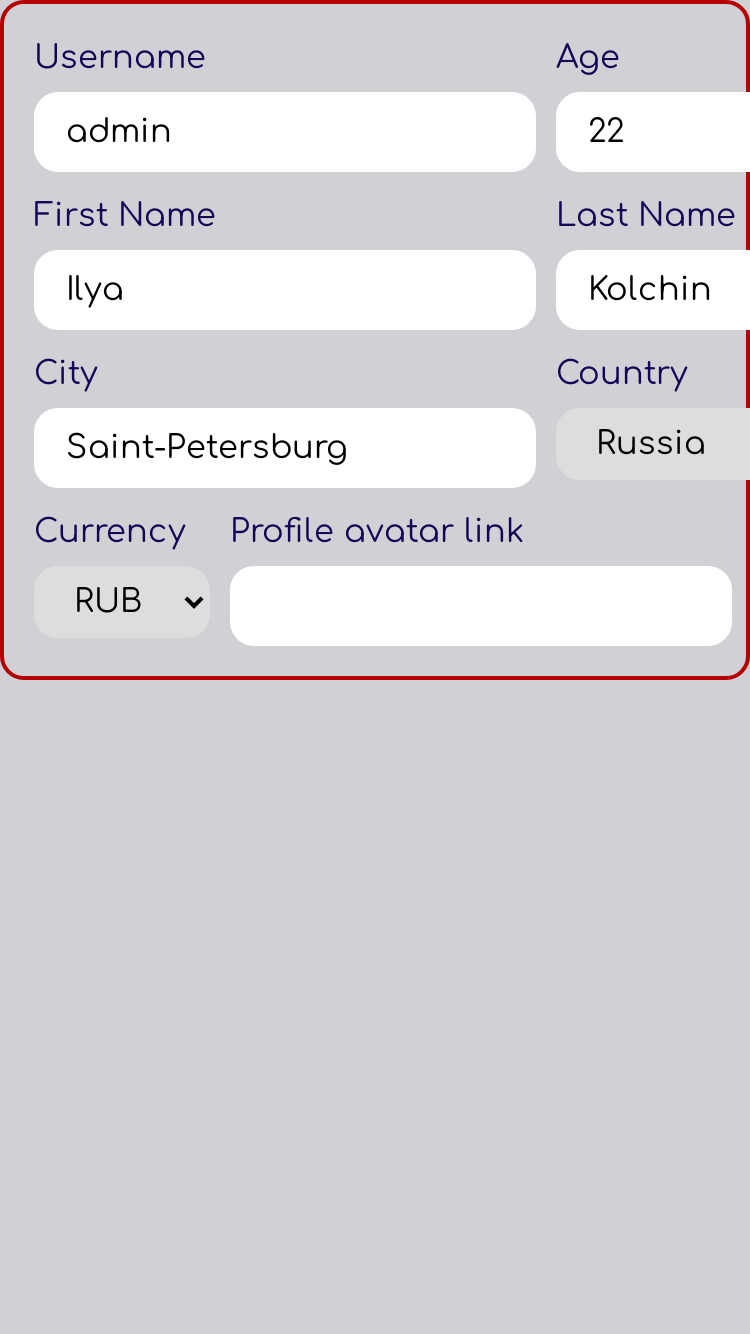 Username Age
admin 22
First Name Last Name
Ilya Kolchin
City Country
Saint-Petersburg Russia
Currency Profile avatar link
RUB